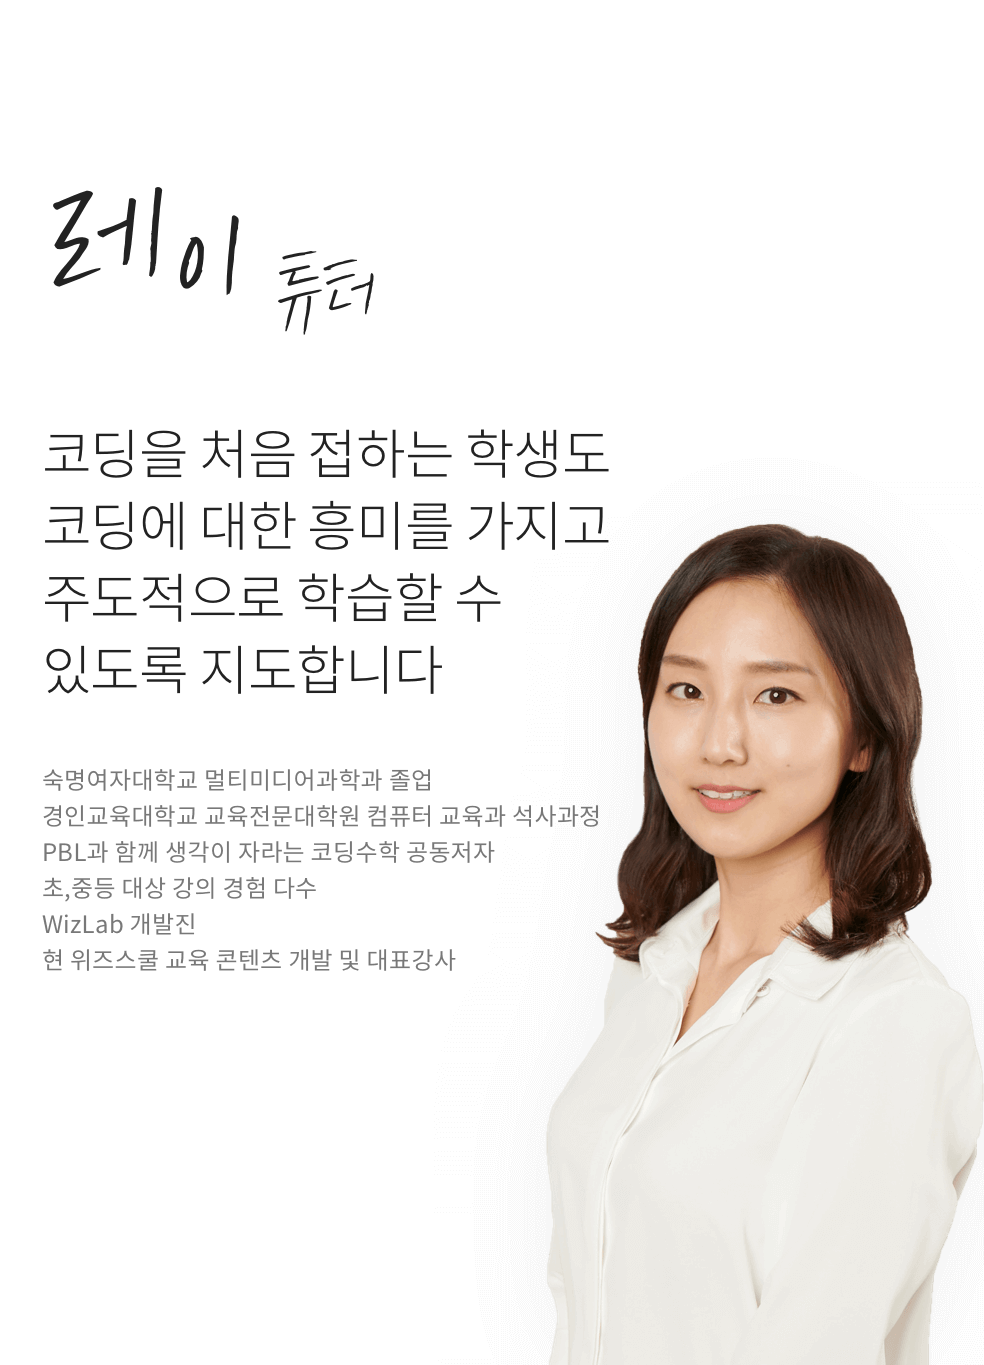 레이 튜터
코딩을 처음 접하는 학생도
코딩에 대한 흥미를 가지고
주도적으로 학습할 수
있도록 지도합니다
숙명여자대학교 멀티미디어과학과 졸업
경인교육대학교 교육전문대학원 컴퓨터 교육과 석사과정
PBL과 함께 생각이 자라는 코딩수학 공동저자
초,중등 대상 강의 경험 다수
WizLab 개발진
현 위즈스쿨 교육 콘텐츠 개발 및 대표강사